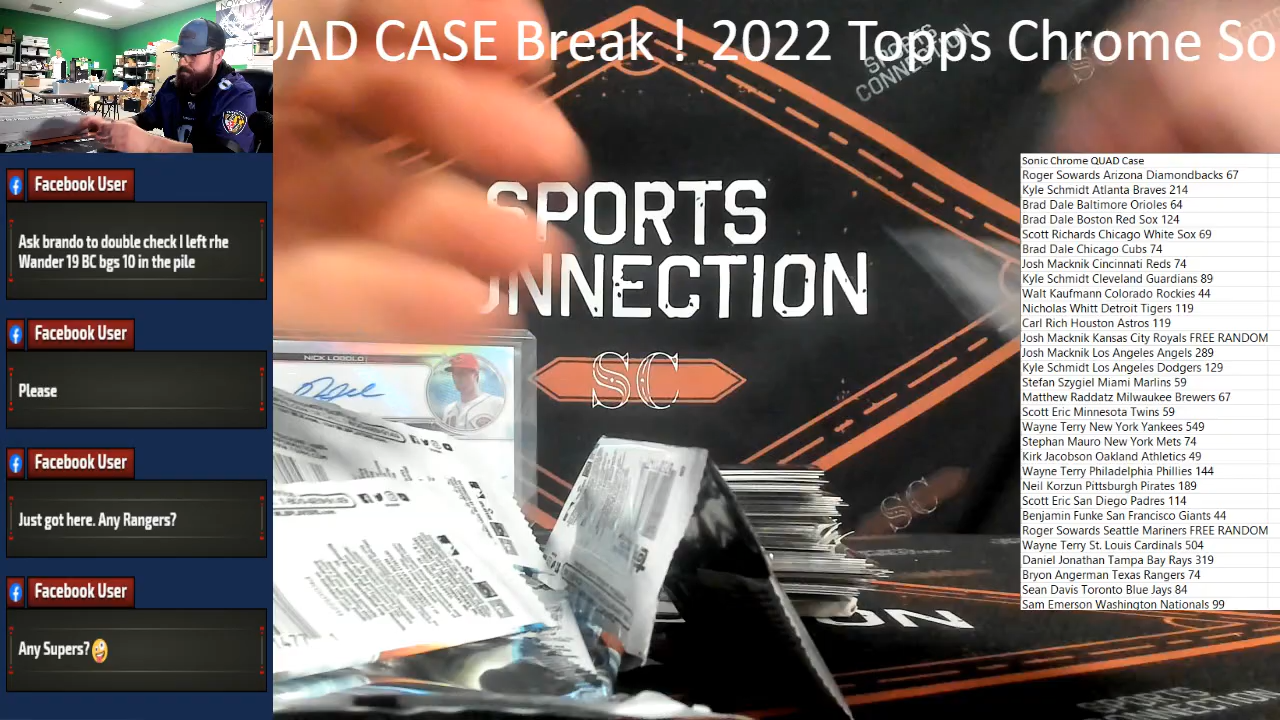 UAD CASE Break ! 2022 Topps Chrome So
Facebook User
Ask brando to double check I left rhe
Wander 19 BC bgs 10 in the pile
Facebook User
Please
Facebook User
Just got here. Any Rangers?
Facebook User
Any Supers?🤪
SPORTS
CONNECTION
SPORTS
CONNECTION
SC
NICK LODOLO
SC
SPORTS
CONNECTION
Sonic Chrome QUAD Case
Roger Sowards Arizona Diamondbacks 67
Kyle Schmidt Atlanta Braves 214
Brad Dale Baltimore Orioles 64
Brad Dale Boston Red Sox 124
Scott Richards Chicago White Sox 69
Brad Dale Chicago Cubs 74
Josh Macknik Cincinnati Reds 74
Kyle Schmidt Cleveland Guardians 89
Walt Kaufmann Colorado Rockies 44
Nicholas Whitt Detroit Tigers 119
Carl Rich Houston Astros 119
Josh Macknik Kansas City Royals FREE RANDOM
Josh Macknik Los Angeles Angels 289
Kyle Schmidt Los Angeles Dodgers 129
Stefan Szygiel Miami Marlins 59
Matthew Raddatz Milwaukee Brewers 67
Scott Eric Minnesota Twins 59
Wayne Terry New York Yankees 549
Stephan Mauro New York Mets 74
Kirk Jacobson Oakland Athletics 49
Wayne Terry Philadelphia Phillies 144
Neil Korzun Pittsburgh Pirates 189
Scott Eric San Diego Padres 114
Benjamin Funke San Francisco Giants 44
Roger Sowards Seattle Mariners FREE RANDOM
Wayne Terry St. Louis Cardinals 504
Daniel Jonathan Tampa Bay Rays 319
Bryon Angerman Texas Rangers 74
Sean Davis Toronto Blue Jays 84
Sam Emerson Washington Nationals 99